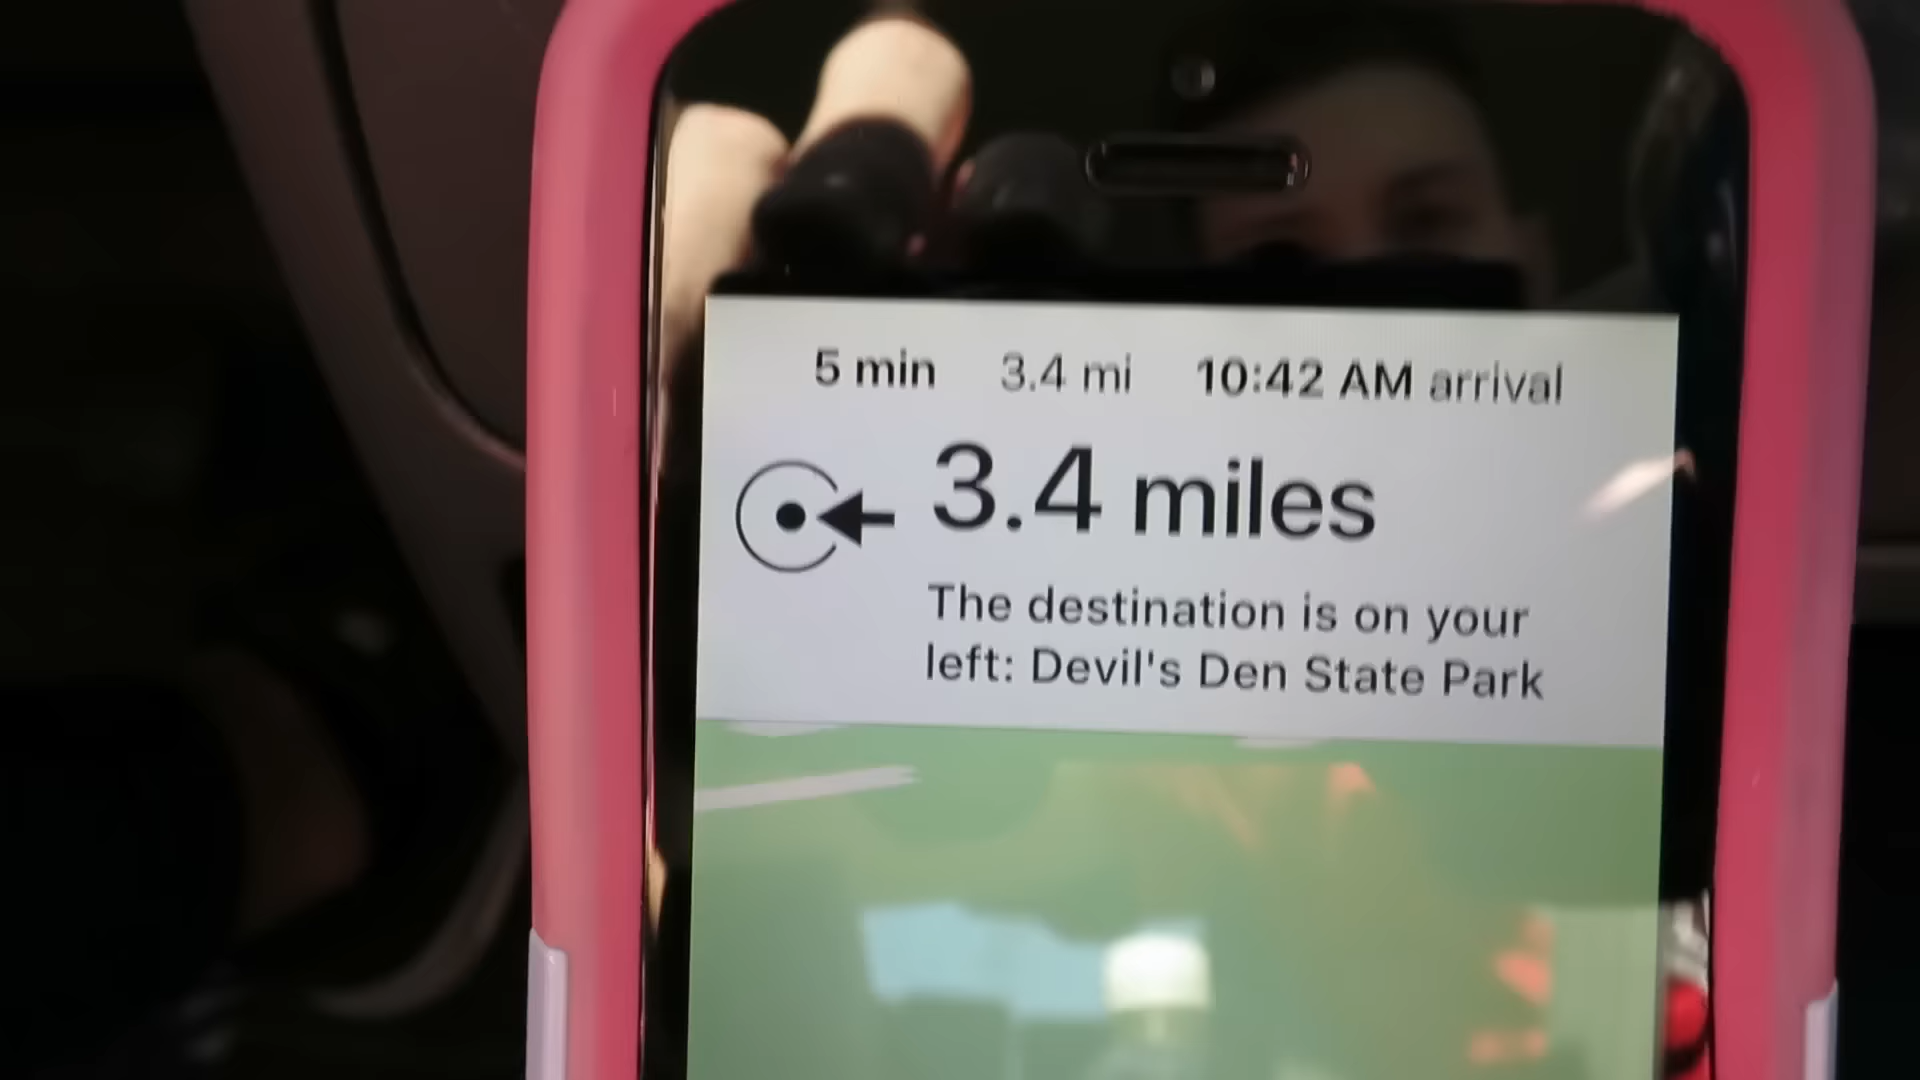 5 min 3.4 mi 10:42 AM arrival
3.4 miles
The destination is on your
left: Devil's Den State Park